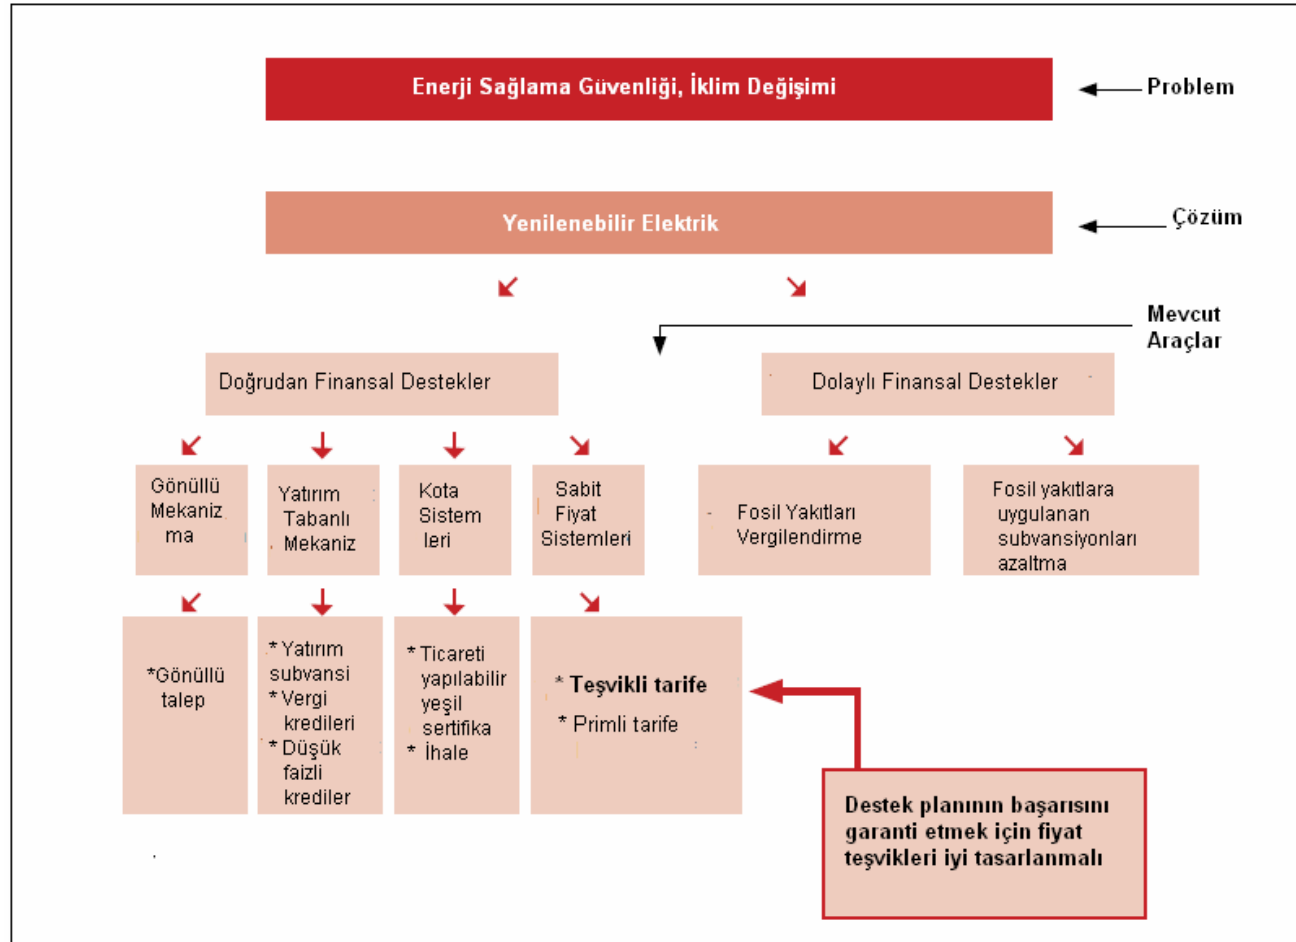 Enerji Sağlama Güvenliği, İklim Değişimi
Problem
Yenilenebilir Elektrik
Çözüm
Mevcut
Araçlar
Doğrudan Finansal Destekler
Dolaylı Finansal Destekler
Gönüllü
Mekaniz
ma
Yatırım
Tabanlı
Mekaniz
Kota
Sistem
leri
Sabit
Fiyat
Sistemleri
Fosil Yakıtları
Vergilendirme
Fosil yakıtlara
uygulanan
subvansiyonları
azaltma
*Gönüllü
talep
* Yatırım
subvansi
* Vergi
kredileri
* Düşük
faizli
krediler
* Ticareti
yapılabilir
yeşil
sertifika
* İhale
* Teşvikli tarife
* Primli tarife
Destek planının başarısını
garanti etmek için fiyat
teşvikleri iyi tasarlanmalı